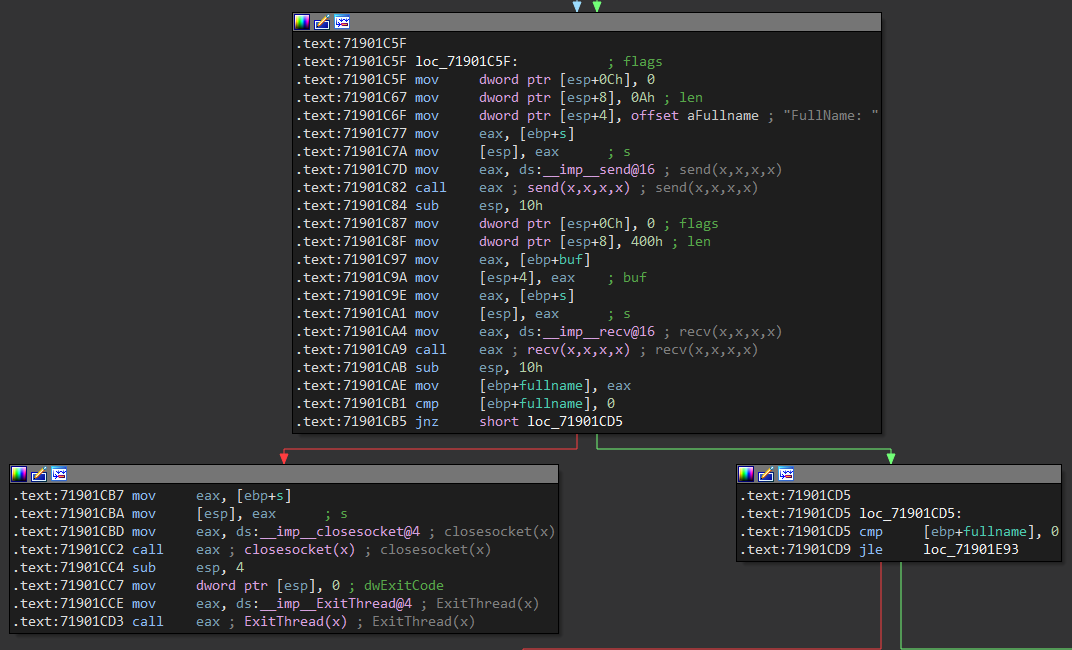 .text:71901C5F
.text:71901C5F loc_71901C5F: ; flags
.text:71901C5F mov dword ptr [esp+0Ch], 0
.text:71901C67 mov dword ptr [esp+8], 0Ah ; len
.text:71901C6F mov dword ptr [esp+4], offset aFullname ; "FullName: "
.text:71901C77 mov eax, [ebp+s]
.text:71901C7A mov [esp], eax ; s
.text:71901C7D mov eax, ds:__imp__send@16 ; send(x,x,x,x)
.text:71901C82 call eax ; send(x,x,x,x) ; send(x,x,x,x)
.text:71901C84 sub esp, 10h
.text:71901C87 mov dword ptr [esp+0Ch], 0 ; flags
.text:71901C8F mov dword ptr [esp+8], 400h ; len
.text:71901C97 mov eax, [ebp+buf]
.text:71901C9A mov [esp+4], eax ; buf
.text:71901C9E mov eax, [ebp+s]
.text:71901CA1 mov [esp], eax ; s
.text:71901CA4 mov eax, ds:__imp__recv@16 ; recv(x,x,x,x)
.text:71901CA9 call eax ; recv(x,x,x,x) ; recv(x,x,x,x)
.text:71901CAB sub esp, 10h
.text:71901CAE mov [ebp+fullname], eax
.text:71901CB1 cmp [ebp+fullname], 0
.text:71901CB5 jnz short loc_71901CD5
.text:71901CB7 mov eax, [ebp+s]
.text:71901CBA mov [esp], eax ; s
.text:71901CBD mov eax, ds:__imp__closesocket@4 ; closesocket(x)
.text:71901CC2 call eax ; closesocket(x) ; closesocket(x)
.text:71901CC4 sub esp, 4
.text:71901CC7 mov dword ptr [esp], 0 ; dwExitCode
.text:71901CCE mov eax, ds:__imp__ExitThread@4 ; ExitThread(x)
.text:71901CD3 call eax ; ExitThread(x) ; ExitThread(x)
.text:71901CD5
.text:71901CD5 loc_71901CD5:
.text:71901CD5 cmp [ebp+fullname], 0
.text:71901CD9 jle loc_71901E93